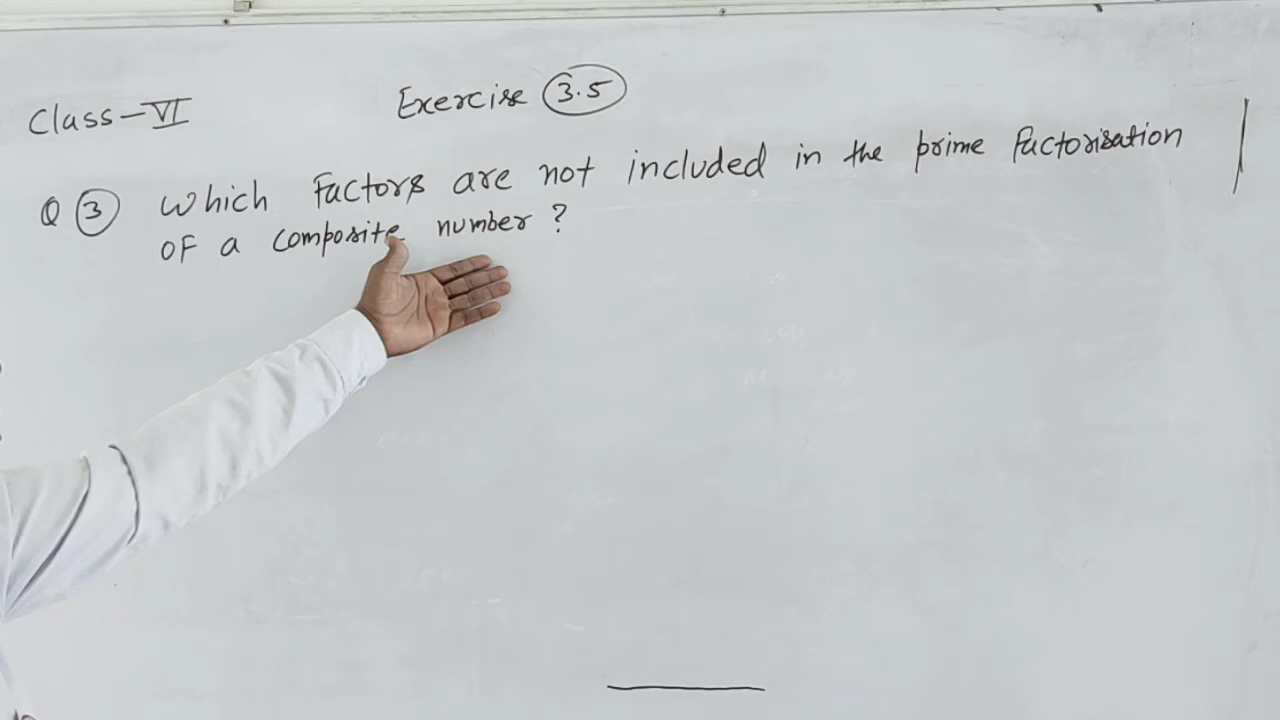 Class-VI Exercise 3.5
Q 3 Which Factors are not included in the prime Factorisation
OF a composite number ?